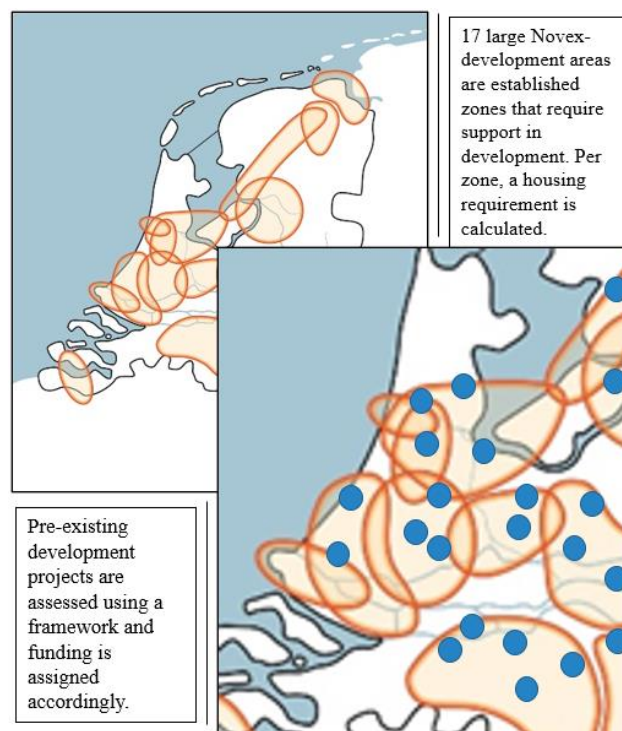 17 large Novex-
development areas
are established
zones that require
support in
development. Per
zone, a housing
requirement is
calculated.
Pre-existing
development
projects are
assessed using a
framework and
funding is
assigned
accordingly.